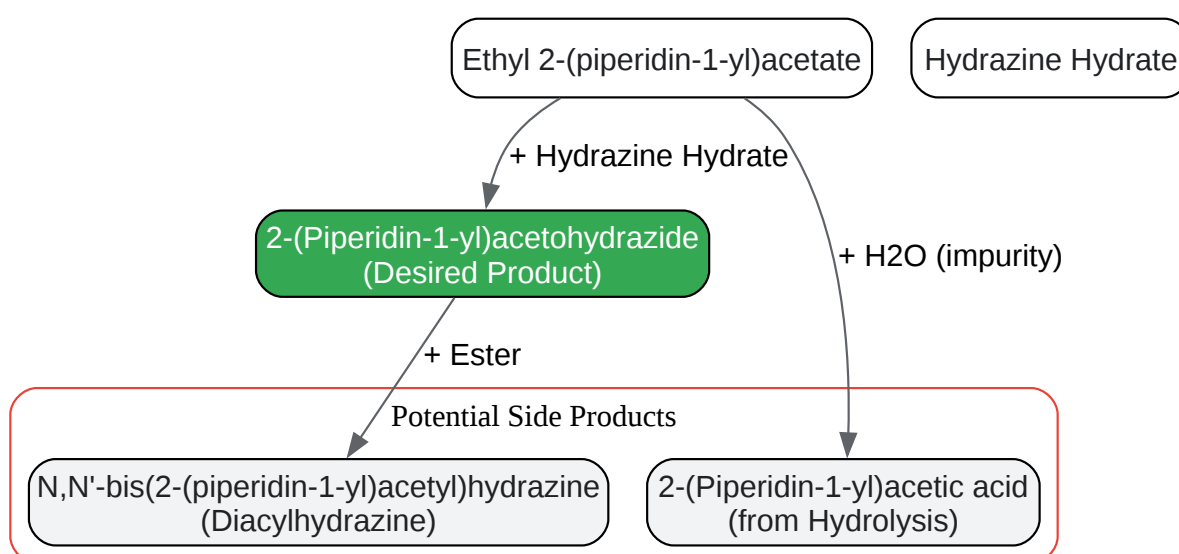 Ethyl 2-(piperidin-1-yl)acetate
Hydrazine Hydrate
+ Hydrazine Hydrate
2-(Piperidin-1-yl)acetohydrazide
(Desired Product)
+ H2O (impurity)
+ Ester
Potential Side Products
N,N'-bis(2-(piperidin-1-yl)acetyl)hydrazine
(Diacylhydrazine)
2-(Piperidin-1-yl)acetic acid
(from Hydrolysis)